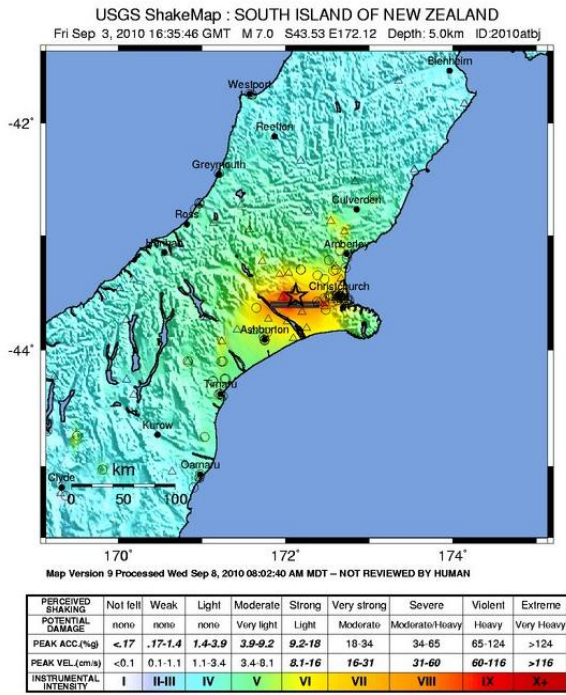 USGS ShakeMap : SOUTH ISLAND OF NEW ZEALAND
Fri Sep 3, 2010 16:35:46 GMT M 7.0 S43.53 E172.12 Depth: 5.0km ID:2010atbj
Blenheim
Westport
-42°
Reefton
Greymouth
Culverden
Ross
Amberley
Christchurch
Ashburton
-44°
Timaru
Kurow
Oamaru
km
Clyde
0 50 100
170° 172° 174°
Map Version 9 Processed Wed Sep 8, 2010 08:02:40 AM MDT -- NOT REVIEWED BY HUMAN
PERCEIVED SHAKING Not felt Weak Light Moderate Strong Very strong Severe Violent Extreme
POTENTIAL DAMAGE none none none Very light Light Moderate Moderate/Heavy Heavy Very Heavy
PEAK ACC.(%g) <.17 .17-1.4 1.4-3.9 3.9-9.2 9.2-18 18-34 34-65 65-124 >124
PEAK VEL.(cm/s) <0.1 0.1-1.1 1.1-3.4 3.4-8.1 8.1-16 16-31 31-60 60-116 >116
INSTRUMENTAL INTENSITY I II-III IV V VI VII VIII IX X+